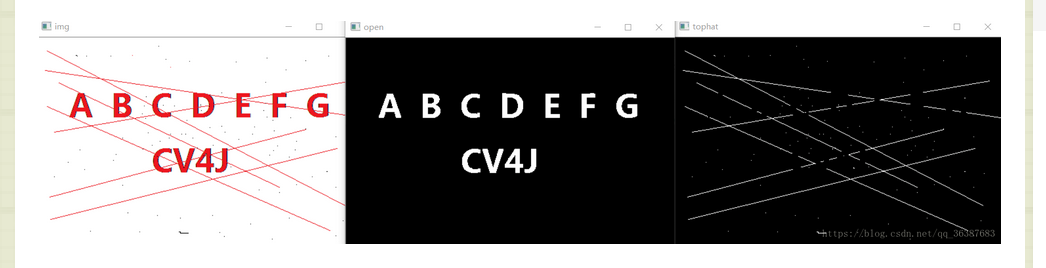 img
open
tophat
A B C D E F G
CV4J
A B C D E F G
CV4J
https://blog.csdn.net/qq_36387683